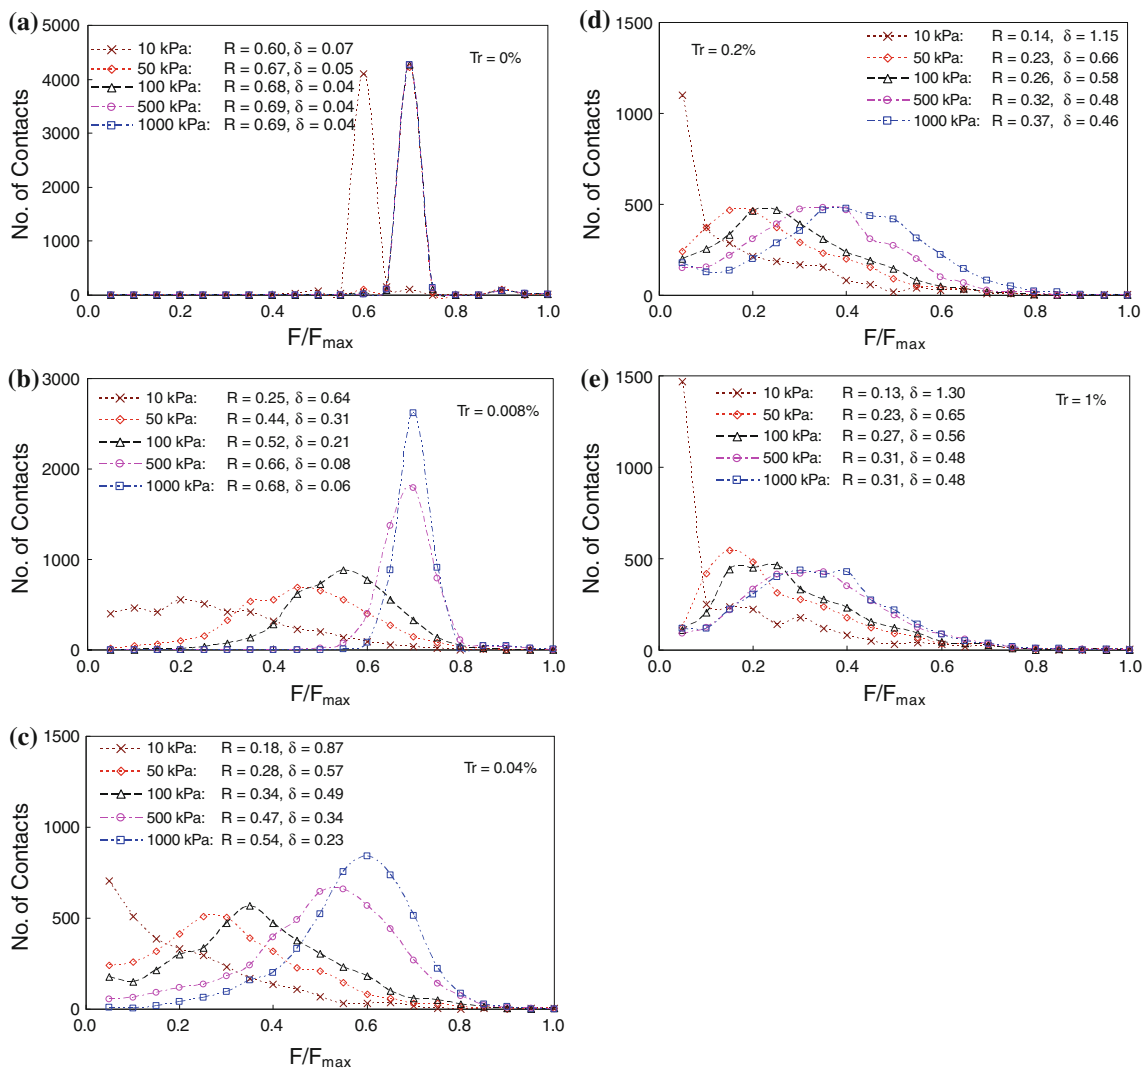 (a)
5000
4000
3000
2000
1000
0
No. of Contacts
10 kPa: R = 0.60, δ = 0.07
50 kPa: R = 0.67, δ = 0.05
100 kPa: R = 0.68, δ = 0.04
500 kPa: R = 0.69, δ = 0.04
1000 kPa: R = 0.69, δ = 0.04
Tr = 0%
0.0 0.2 0.4 0.6 0.8 1.0
F/Fmax
(b)
3000
2000
1000
0
No. of Contacts
10 kPa: R = 0.25, δ = 0.64
50 kPa: R = 0.44, δ = 0.31
100 kPa: R = 0.52, δ = 0.21
500 kPa: R = 0.66, δ = 0.08
1000 kPa: R = 0.68, δ = 0.06
Tr = 0.008%
0.0 0.2 0.4 0.6 0.8 1.0
F/Fmax
(c)
1500
1000
500
0
No. of Contacts
10 kPa: R = 0.18, δ = 0.87
50 kPa: R = 0.28, δ = 0.57
100 kPa: R = 0.34, δ = 0.49
500 kPa: R = 0.47, δ = 0.34
1000 kPa: R = 0.54, δ = 0.23
Tr = 0.04%
0.0 0.2 0.4 0.6 0.8 1.0
F/Fmax
(d)
1500
1000
500
0
No. of Contacts
Tr = 0.2%
10 kPa: R = 0.14, δ = 1.15
50 kPa: R = 0.23, δ = 0.66
100 kPa: R = 0.26, δ = 0.58
500 kPa: R = 0.32, δ = 0.48
1000 kPa: R = 0.37, δ = 0.46
0.0 0.2 0.4 0.6 0.8 1.0
F/Fmax
(e)
1500
1000
500
0
No. of Contacts
10 kPa: R = 0.13, δ = 1.30
50 kPa: R = 0.23, δ = 0.65
100 kPa: R = 0.27, δ = 0.56
500 kPa: R = 0.31, δ = 0.48
1000 kPa: R = 0.31, δ = 0.48
Tr = 1%
0.0 0.2 0.4 0.6 0.8 1.0
F/Fmax